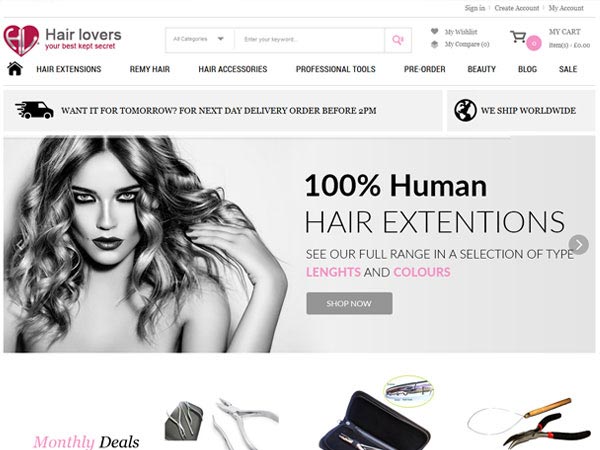 Sign in | Create Account | My Account
Hair lovers
your best kept secret
All Categories
Enter your keyword...
My Wishlist
My Compare (0)
MY CART
0
Item(s) : £0.00
HAIR EXTENSIONS REMY HAIR HAIR ACCESSORIES PROFESSIONAL TOOLS PRE-ORDER BEAUTY BLOG SALE
WANT IT FOR TOMORROW? FOR NEXT DAY DELIVERY ORDER BEFORE 2PM
WE SHIP WORLDWIDE
100% Human
HAIR EXTENTIONS
SEE OUR FULL RANGE IN A SELECTION OF TYPE
LENGHTS AND COLOURS
SHOP NOW
Monthly Deals